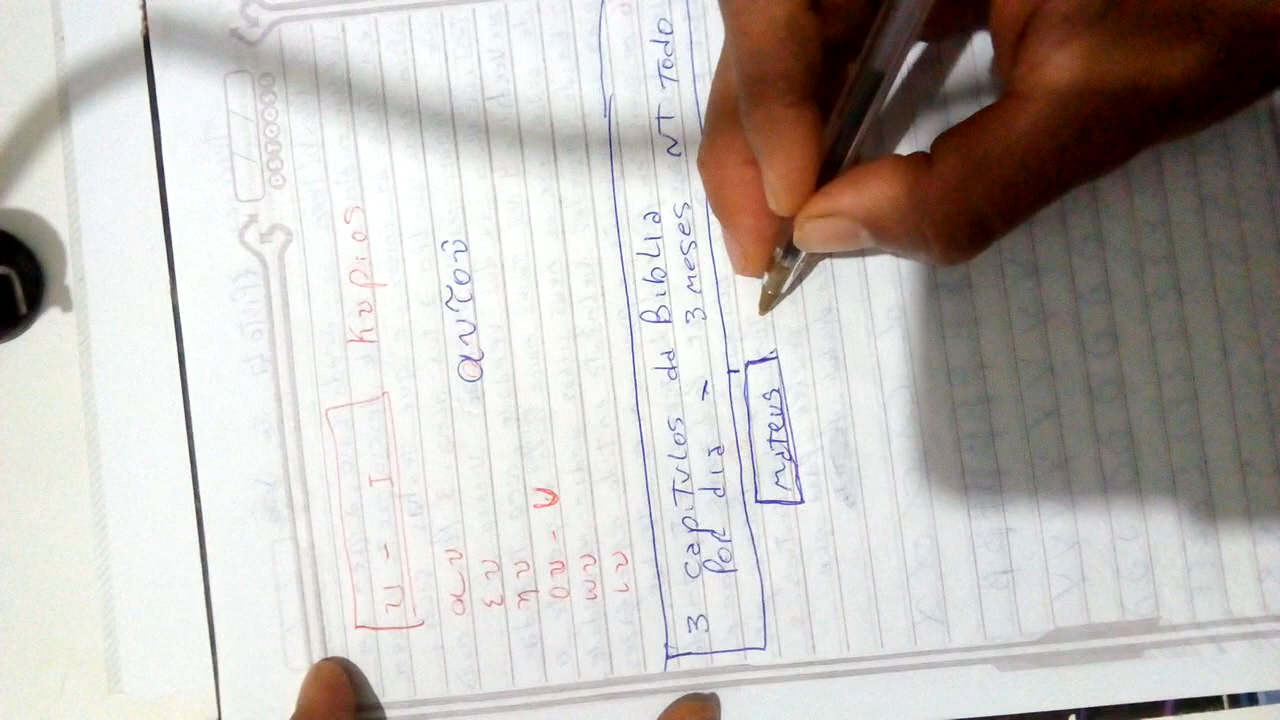 υ - I κυριος
αυ αυτου
ευ
ηυ
ου - U
ωυ
ιυ
3 capiTulos da Biblia
por dia → 3 meses NT Todo
Mateus